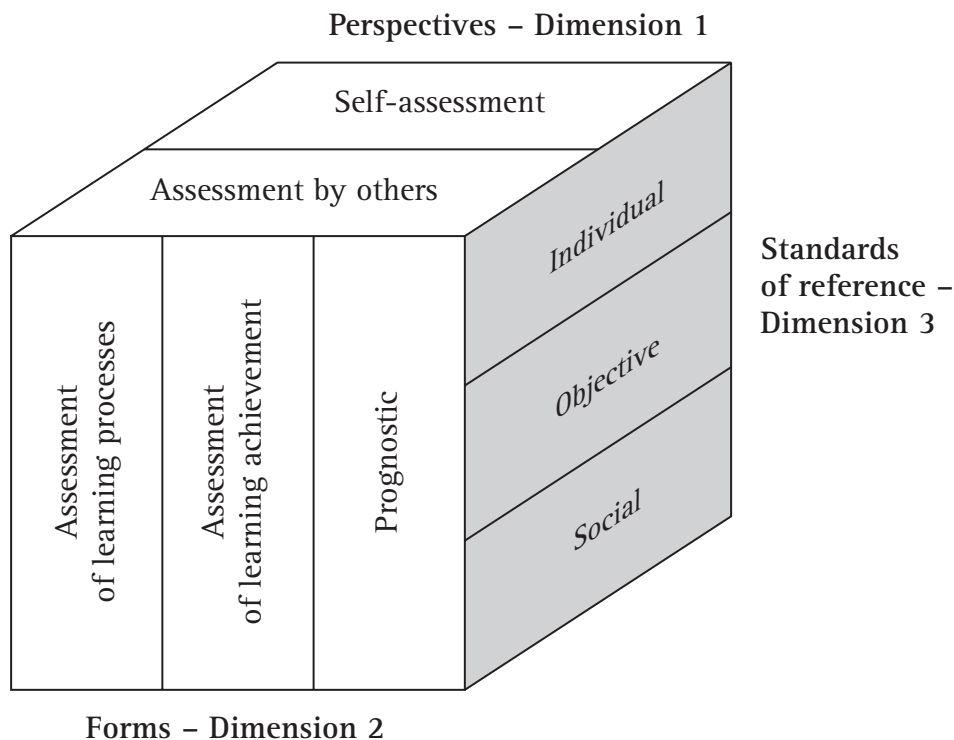 Perspectives – Dimension 1
Self-assessment
Assessment by others
Individual
Objective
Social
Standards
of reference –
Dimension 3
Assessment
of learning processes
Assessment
of learning achievement
Prognostic
Forms – Dimension 2